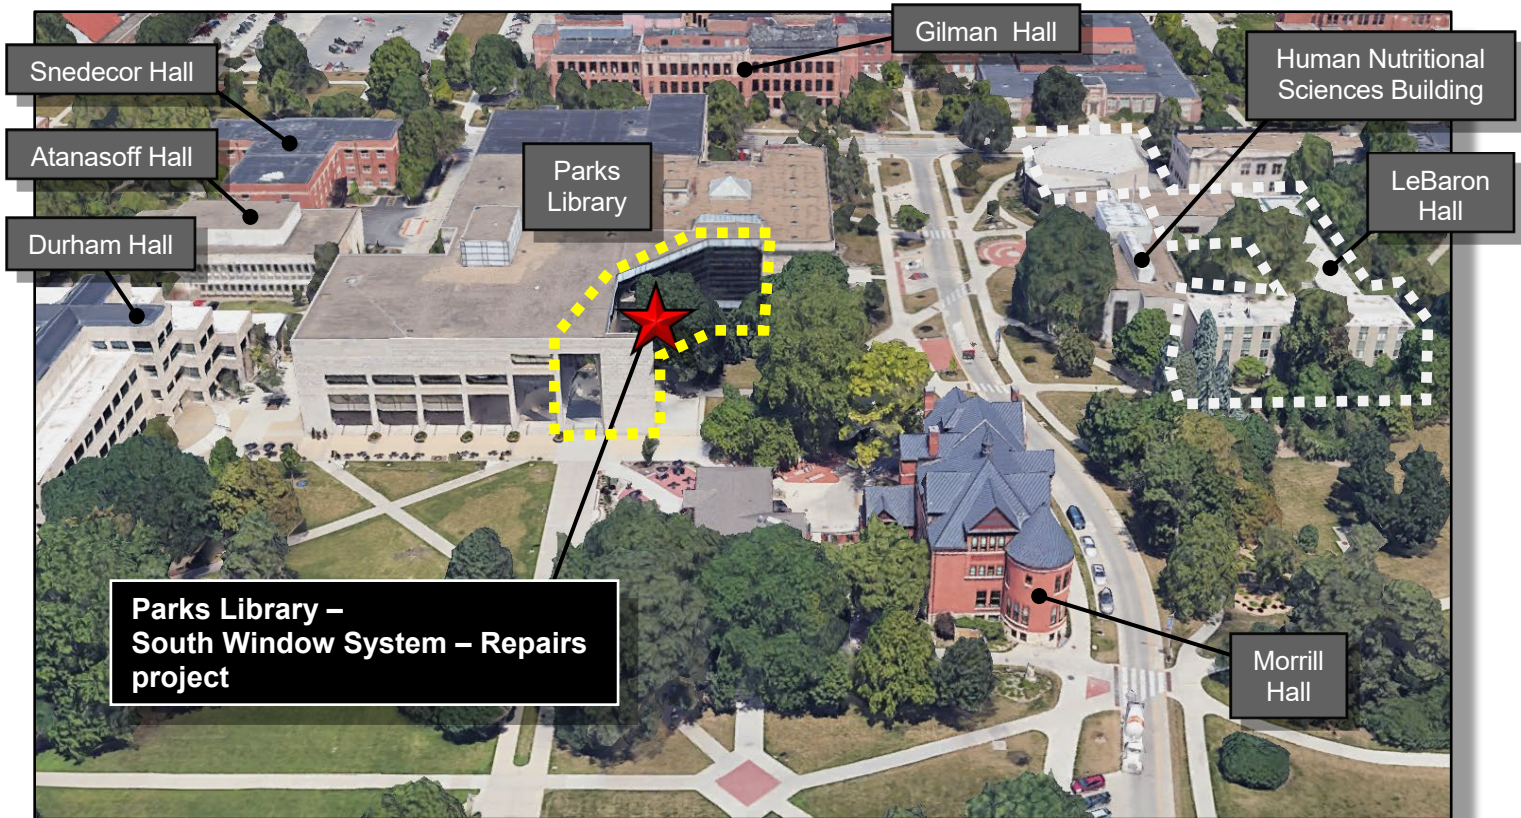 Gilman Hall
Snedecor Hall
Human Nutritional
Sciences Building
Atanasoff Hall
Parks
Library
LeBaron
Hall
Durham Hall
Parks Library –
South Window System – Repairs
project
Morrill
Hall